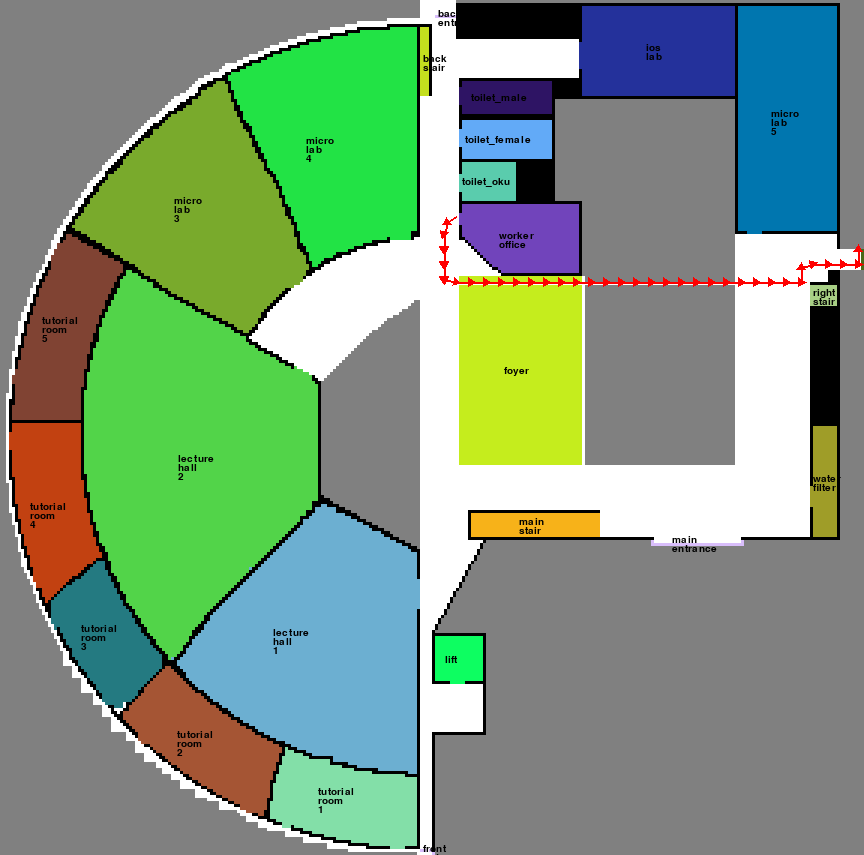 back
entr
ios
lab
back
stair
toilet_male
micro
lab
5
toilet_female
micro
lab
4
toilet_oku
micro
lab
3
worker
office
right
stair
tutorial
room
5
foyer
lecture
hall
2
water
filter
tutorial
room
4
main
stair
main
entrance
tutorial
room
3
lecture
hall
1
lift
tutorial
room
2
tutorial
room
1
front